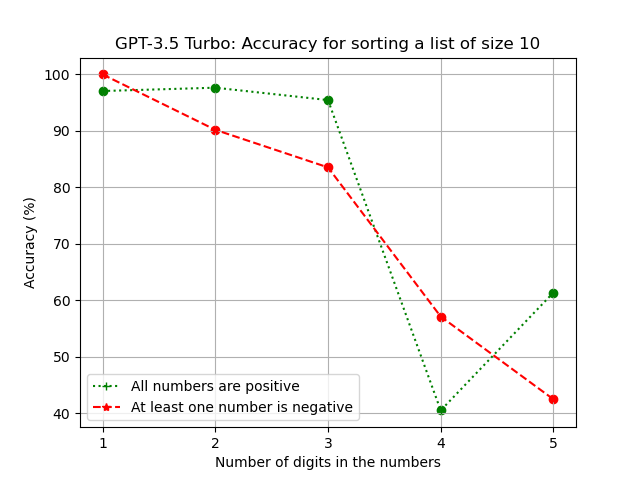 GPT-3.5 Turbo: Accuracy for sorting a list of size 10
100
90
80
70
60
50
40
Accuracy (%)
All numbers are positive
At least one number is negative
1 2 3 4 5
Number of digits in the numbers